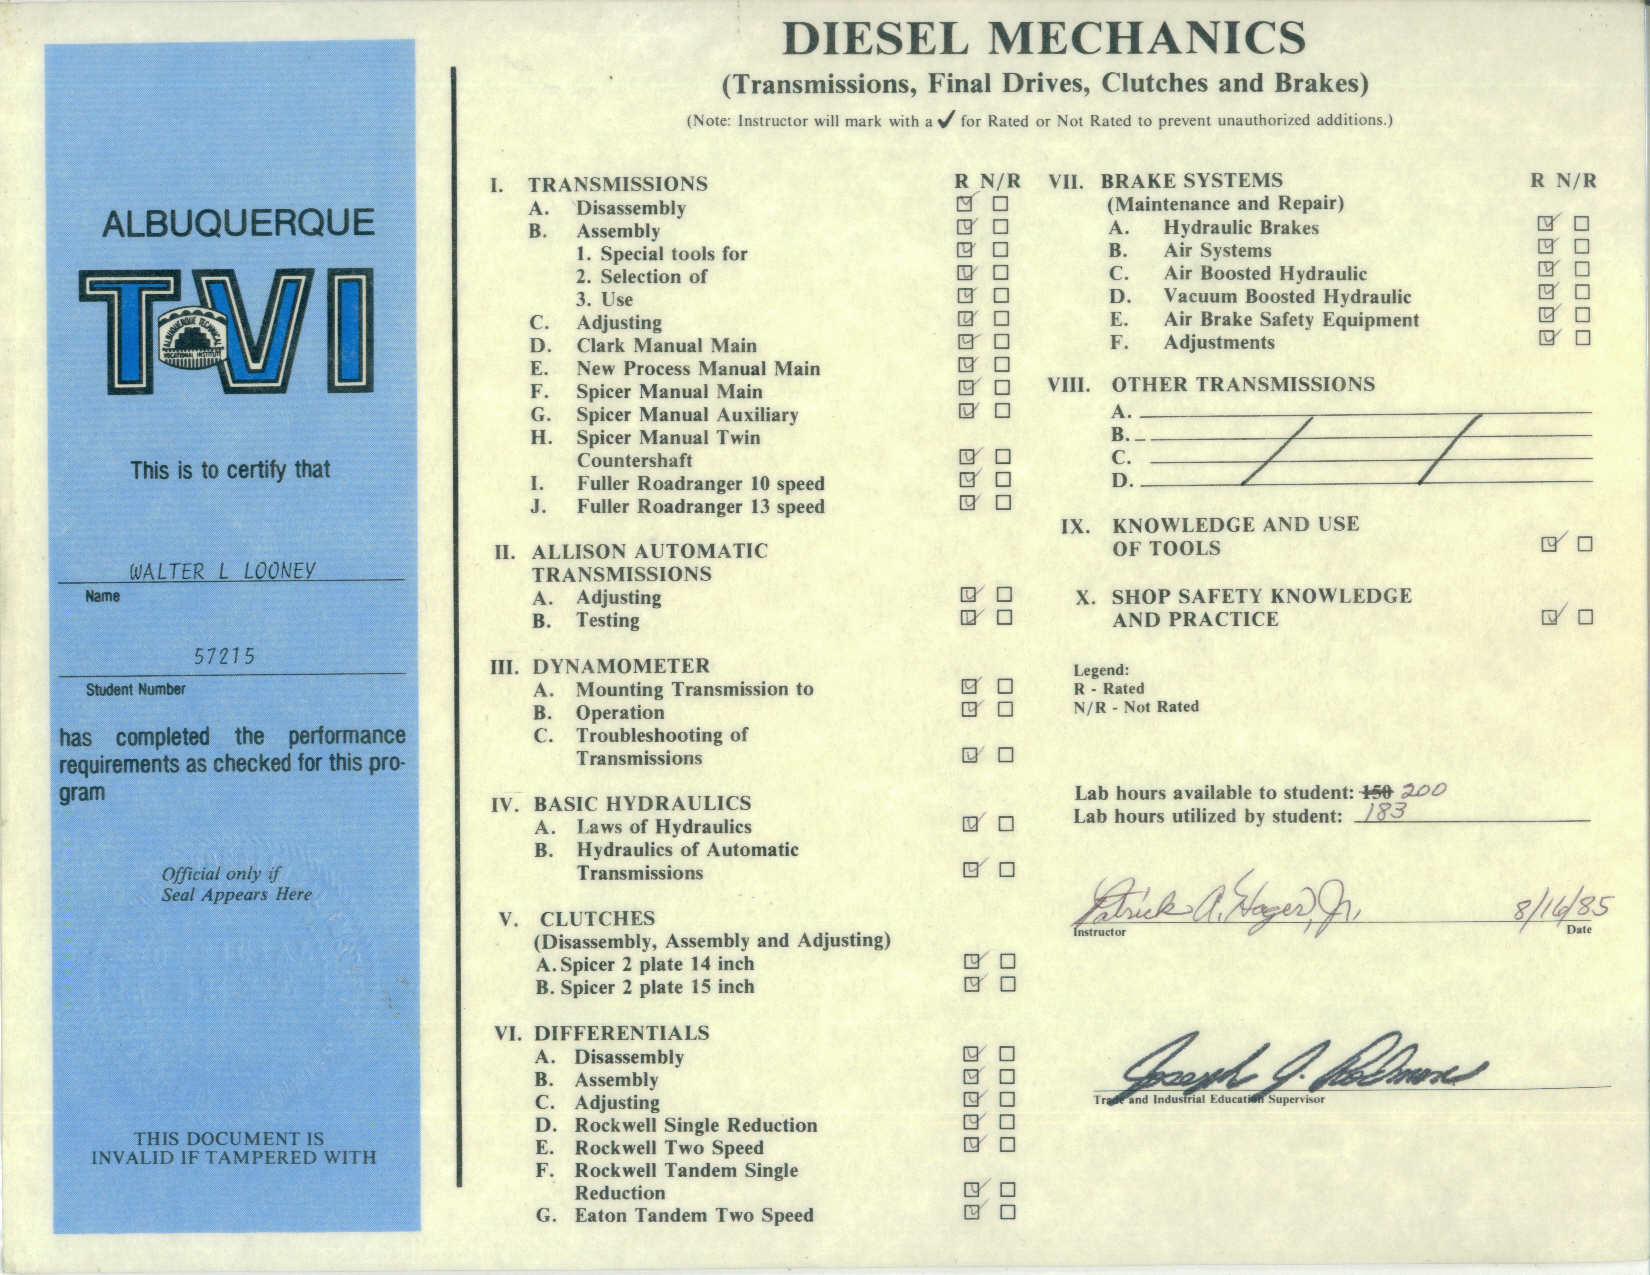 ALBUQUERQUE
TVI
ALBUQUERQUE TECHNICAL
VOCATIONAL INSTITUTE
This is to certify that
WALTER L LOONEY
Name
57215
Student Number
has completed the performance
requirements as checked for this pro-
gram
Official only if
Seal Appears Here
THIS DOCUMENT IS
INVALID IF TAMPERED WITH
DIESEL MECHANICS
(Transmissions, Final Drives, Clutches and Brakes)
(Note: Instructor will mark with a ✓ for Rated or Not Rated to prevent unauthorized additions.)
I. TRANSMISSIONS R N/R
A. Disassembly
B. Assembly
1. Special tools for
2. Selection of
3. Use
C. Adjusting
D. Clark Manual Main
E. New Process Manual Main
F. Spicer Manual Main
G. Spicer Manual Auxiliary
H. Spicer Manual Twin
Countershaft
I. Fuller Roadranger 10 speed
J. Fuller Roadranger 13 speed
II. ALLISON AUTOMATIC
TRANSMISSIONS
A. Adjusting
B. Testing
III. DYNAMOMETER
A. Mounting Transmission to
B. Operation
C. Troubleshooting of
Transmissions
IV. BASIC HYDRAULICS
A. Laws of Hydraulics
B. Hydraulics of Automatic
Transmissions
V. CLUTCHES
(Disassembly, Assembly and Adjusting)
A. Spicer 2 plate 14 inch
B. Spicer 2 plate 15 inch
VI. DIFFERENTIALS
A. Disassembly
B. Assembly
C. Adjusting
D. Rockwell Single Reduction
E. Rockwell Two Speed
F. Rockwell Tandem Single
Reduction
G. Eaton Tandem Two Speed
VII. BRAKE SYSTEMS R N/R
(Maintenance and Repair)
A. Hydraulic Brakes
B. Air Systems
C. Air Boosted Hydraulic
D. Vacuum Boosted Hydraulic
E. Air Brake Safety Equipment
F. Adjustments
VIII. OTHER TRANSMISSIONS
A.
B.
C.
D.
IX. KNOWLEDGE AND USE
OF TOOLS
X. SHOP SAFETY KNOWLEDGE
AND PRACTICE
Legend:
R - Rated
N/R - Not Rated
Lab hours available to student: 150 200
Lab hours utilized by student: 183
Patrick A. Hager, Jr. 8/16/85
Instructor Date
Joseph J.
Trade and Industrial Education Supervisor